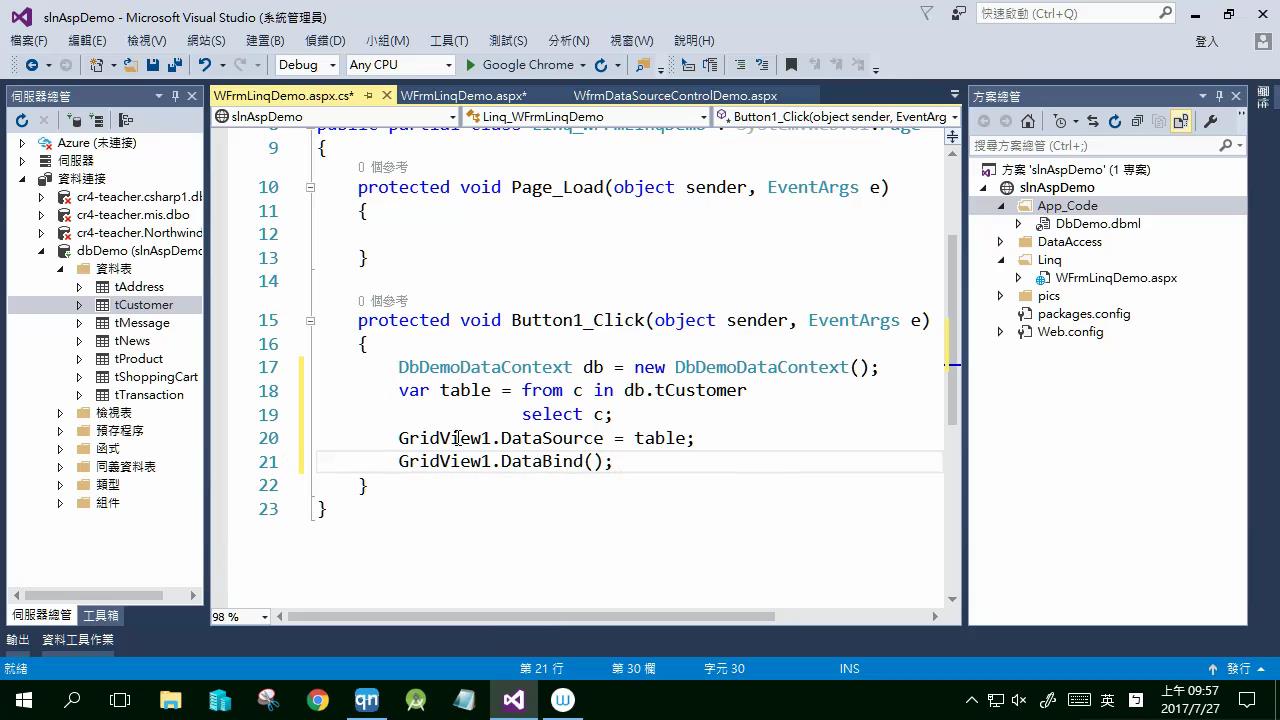 slnAspDemo - Microsoft Visual Studio (系統管理員)
快速啟動 (Ctrl+Q)
檔案(F) 編輯(E) 檢視(V) 網站(S) 建置(B) 偵錯(D) 小組(M) 工具(T) 測試(S) 分析(N) 視窗(W) 說明(H)
登入
Debug Any CPU Google Chrome
伺服器總管
Azure (未連接)
伺服器
資料連接
cr4-teacher.csharp1.db
cr4-teacher.mis.dbo
cr4-teacher.Northwind
dbDemo (slnAspDemo
資料表
tAddress
tCustomer
tMessage
tNews
tProduct
tShoppingCart
tTransaction
檢視表
預存程序
函式
同義資料表
類型
組件
伺服器總管 工具箱
WFrmLinqDemo.aspx.cs* WFrmLinqDemo.aspx* WfrmDataSourceControlDemo.aspx
slnAspDemo Linq_WFrmLinqDemo Button1_Click(object sender, EventArg
public partial class Linq_WFrmLinqDemo : System.Web.UI.Page
9 {
0 個參考
10 protected void Page_Load(object sender, EventArgs e)
11 {
12
13 }
14
0 個參考
15 protected void Button1_Click(object sender, EventArgs e)
16 {
17 DbDemoDataContext db = new DbDemoDataContext();
18 var table = from c in db.tCustomer
19 select c;
20 GridView1.DataSource = table;
21 GridView1.DataBind();
22 }
23 }
98 %
方案總管
搜尋方案總管 (Ctrl+;)
方案 'slnAspDemo' (1 專案)
slnAspDemo
App_Code
DbDemo.dbml
DataAccess
Linq
WFrmLinqDemo.aspx
pics
packages.config
Web.config
輸出 資料工具作業
就緒 第 21 行 第 30 欄 字元 30 INS 發行
qn W 英 上午 09:57
2017/7/27